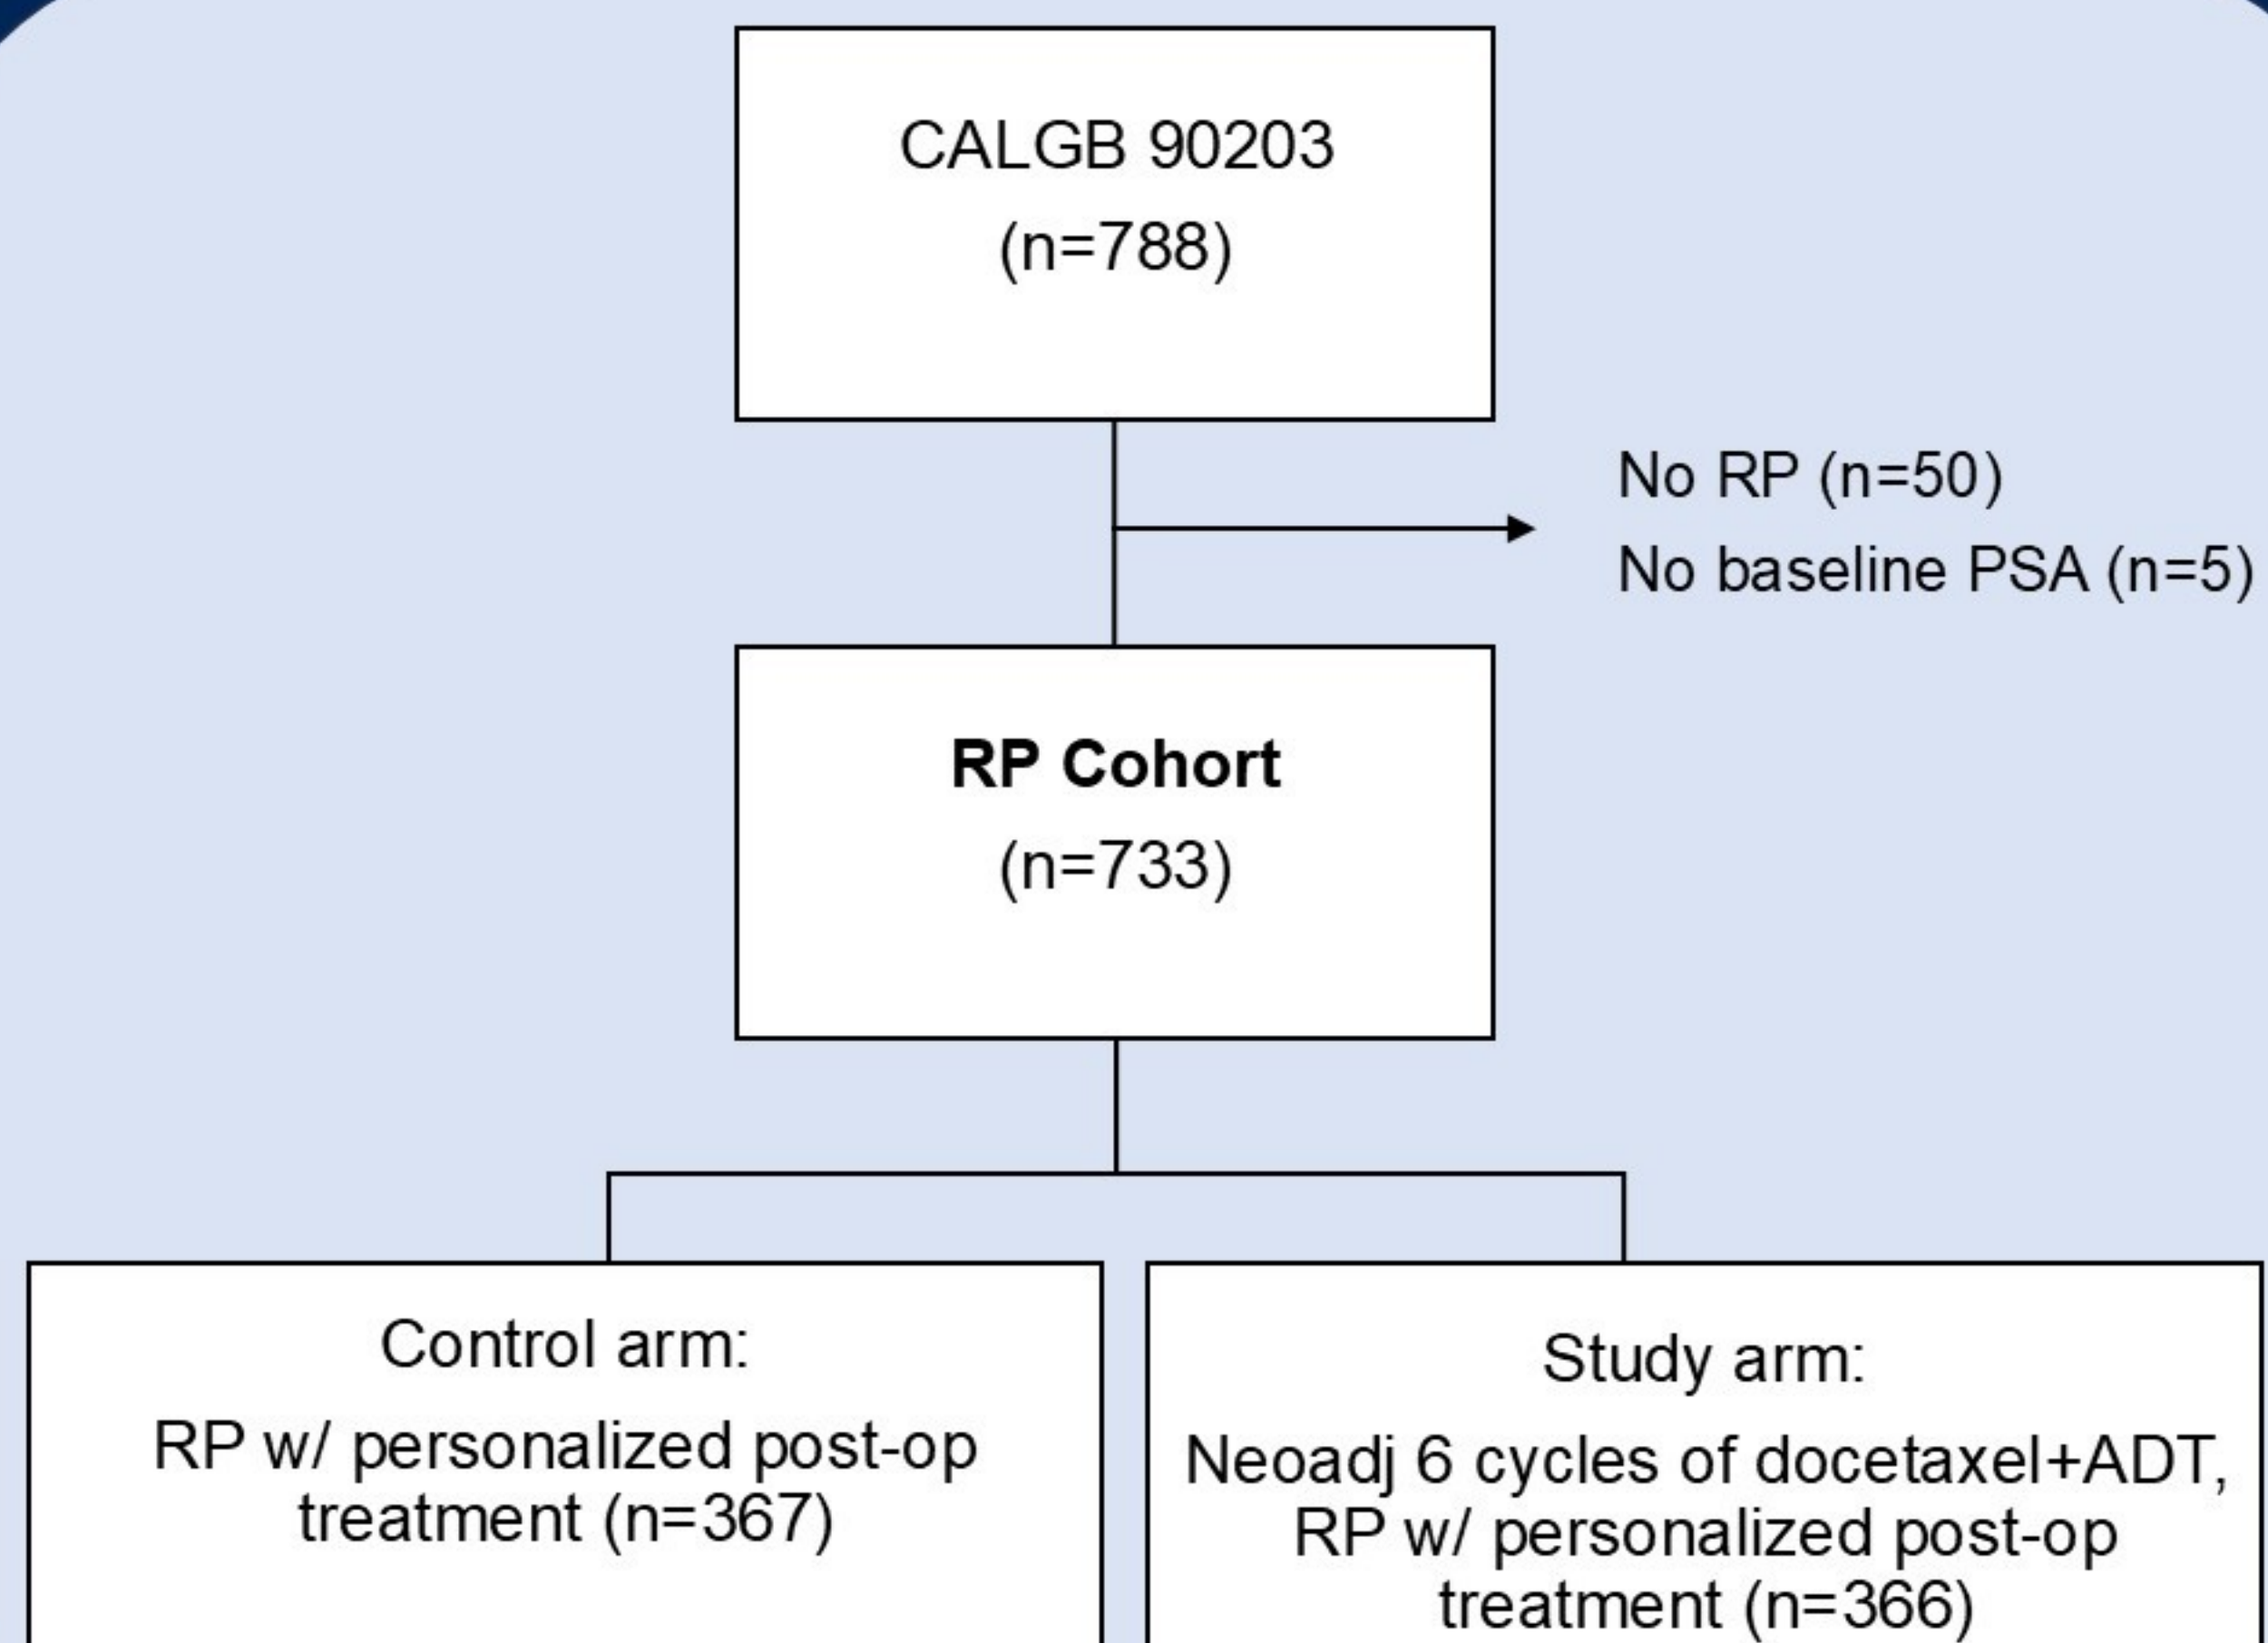 CALGB 90203
(n=788)
No RP (n=50)
No baseline PSA (n=5)
RP Cohort
(n=733)
Control arm:
RP w/ personalized post-op
treatment (n=367)
Study arm:
Neoadj 6 cycles of docetaxel+ADT,
RP w/ personalized post-op
treatment (n=366)